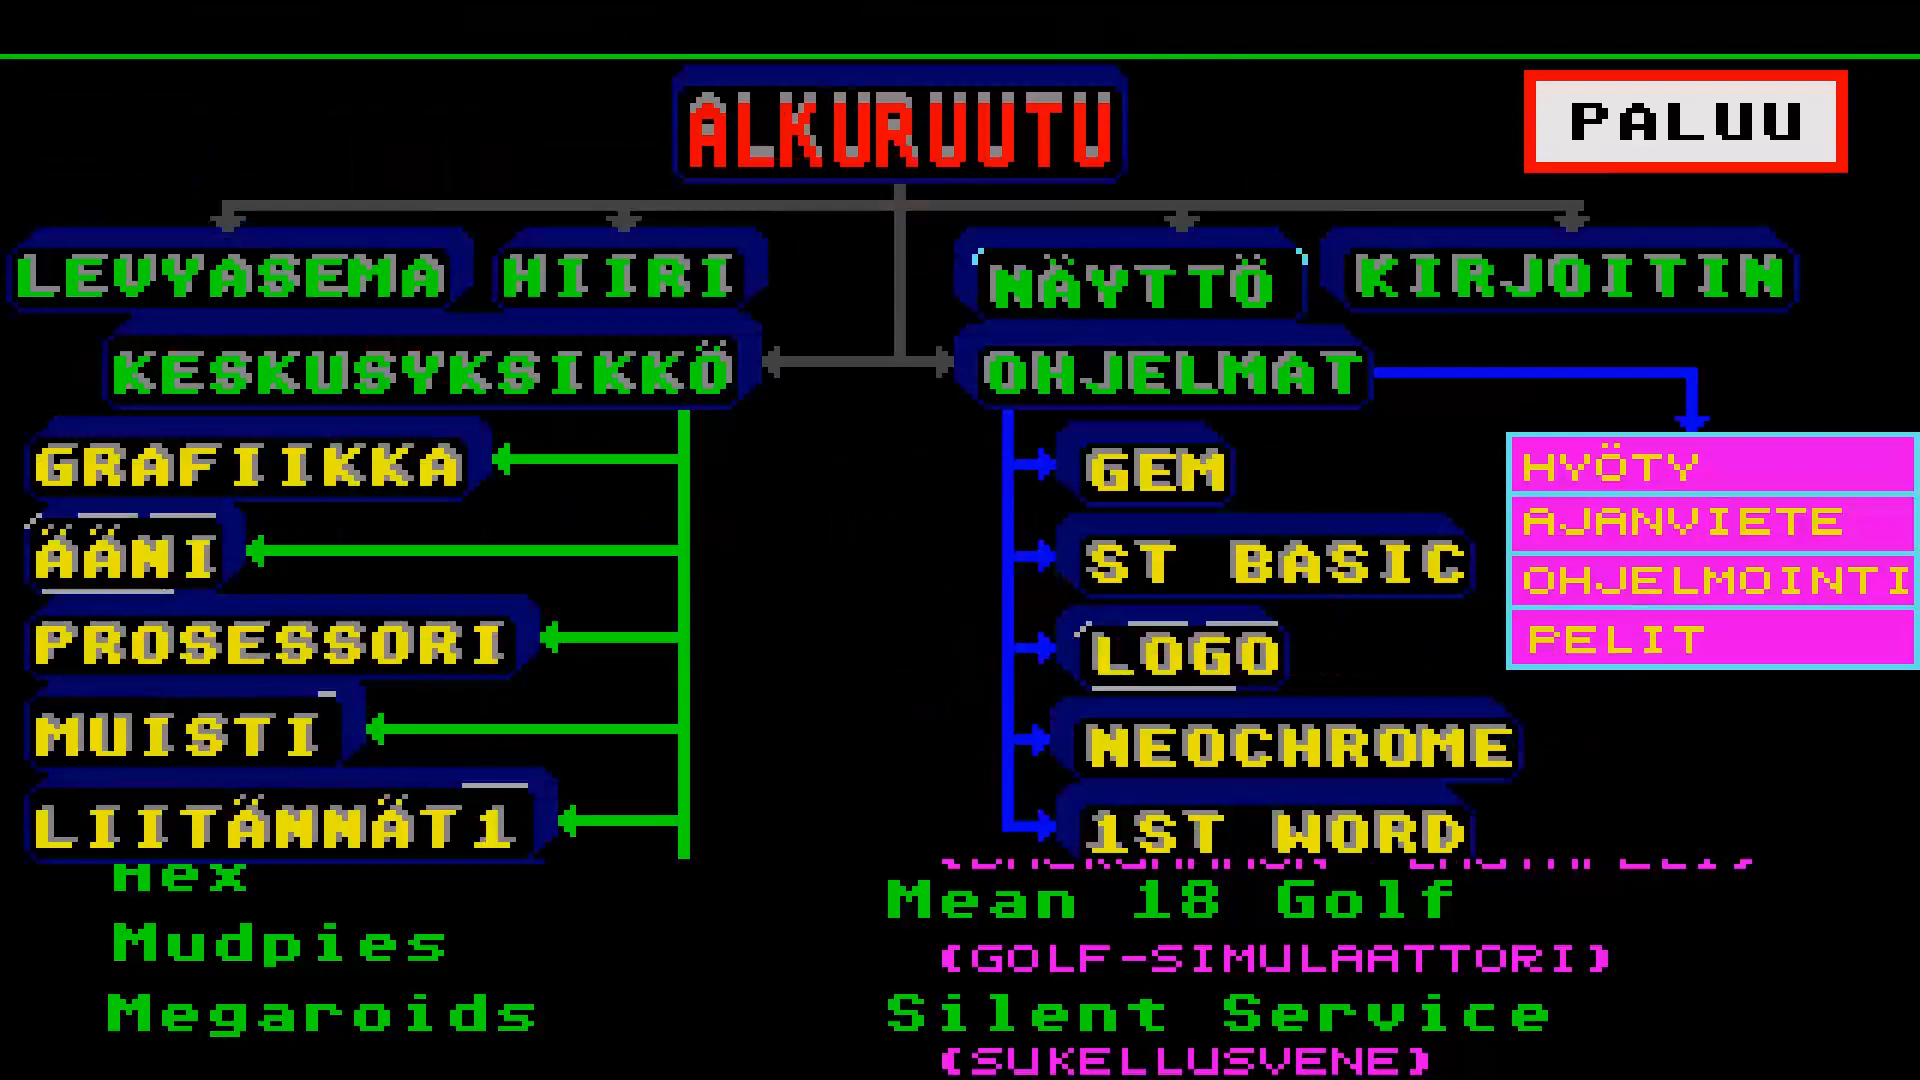 ALKURUUTU
PALUU
LEVYASEMA HIIRI NÄYTTÖ KIRJOITIN
KESKUSYKSIKKÖ OHJELMAT
GRAFIIKKA
ÄÄNI
PROSESSORI
MUISTI
LIITÄNNÄT1
GEM
ST BASIC
LOGO
NEOCHROME
1ST WORD
HYÖTY
AJANVIETE
OHJELMOINTI
PELIT
Hex
Mudpies
Megaroids
Mean 18 Golf
(GOLF-SIMULAATTORI)
Silent Service
(SUKELLUSVENE)